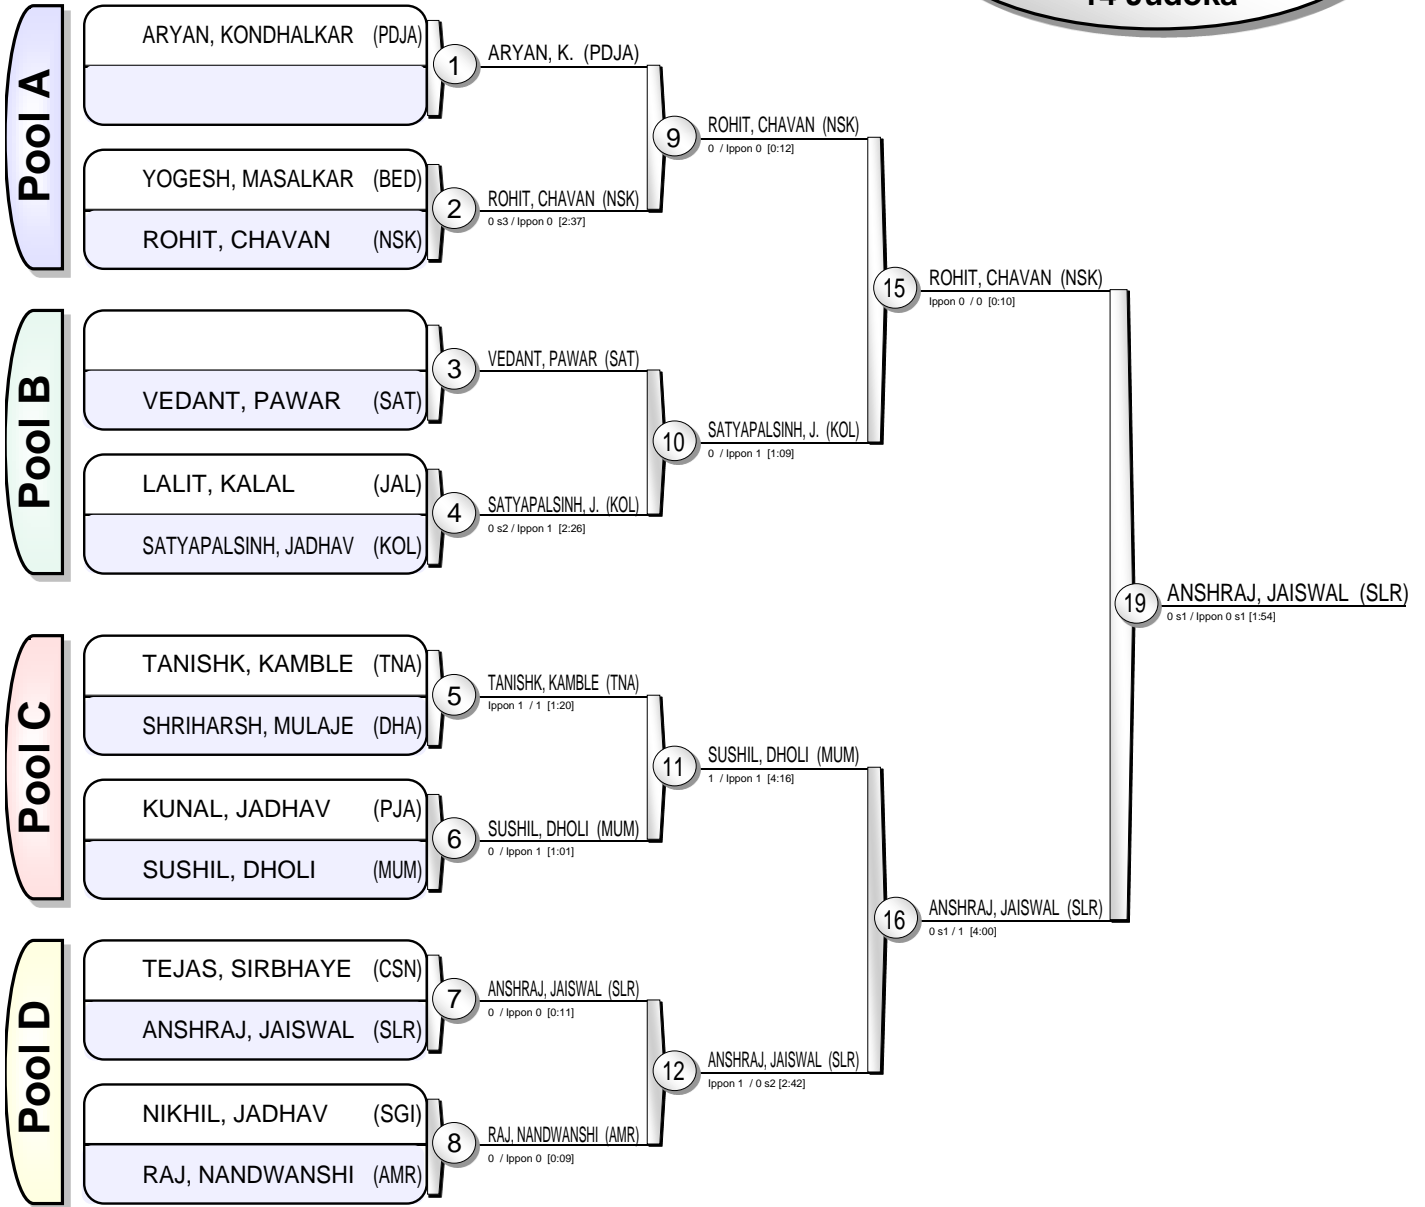 14 Judoka
Pool A
ARYAN, KONDHALKAR (PDJA)
1
ARYAN, K. (PDJA)
YOGESH, MASALKAR (BED)
ROHIT, CHAVAN (NSK)
2
ROHIT, CHAVAN (NSK)
0 s3 / Ippon 0 [2:37]
9
ROHIT, CHAVAN (NSK)
0 / Ippon 0 [0:12]
Pool B
VEDANT, PAWAR (SAT)
3
VEDANT, PAWAR (SAT)
LALIT, KALAL (JAL)
SATYAPALSINH, JADHAV (KOL)
4
SATYAPALSINH, J. (KOL)
0 s2 / Ippon 1 [2:26]
10
SATYAPALSINH, J. (KOL)
0 / Ippon 1 [1:09]
15
ROHIT, CHAVAN (NSK)
Ippon 0 / 0 [0:10]
Pool C
TANISHK, KAMBLE (TNA)
SHRIHARSH, MULAJE (DHA)
5
TANISHK, KAMBLE (TNA)
Ippon 1 / 1 [1:20]
KUNAL, JADHAV (PJA)
SUSHIL, DHOLI (MUM)
6
SUSHIL, DHOLI (MUM)
0 / Ippon 1 [1:01]
11
SUSHIL, DHOLI (MUM)
1 / Ippon 1 [4:16]
Pool D
TEJAS, SIRBHAYE (CSN)
ANSHRAJ, JAISWAL (SLR)
7
ANSHRAJ, JAISWAL (SLR)
0 / Ippon 0 [0:11]
NIKHIL, JADHAV (SGI)
RAJ, NANDWANSHI (AMR)
8
RAJ, NANDWANSHI (AMR)
0 / Ippon 0 [0:09]
12
ANSHRAJ, JAISWAL (SLR)
Ippon 1 / 0 s2 [2:42]
16
ANSHRAJ, JAISWAL (SLR)
0 s1 / 1 [4:00]
19
ANSHRAJ, JAISWAL (SLR)
0 s1 / Ippon 0 s1 [1:54]